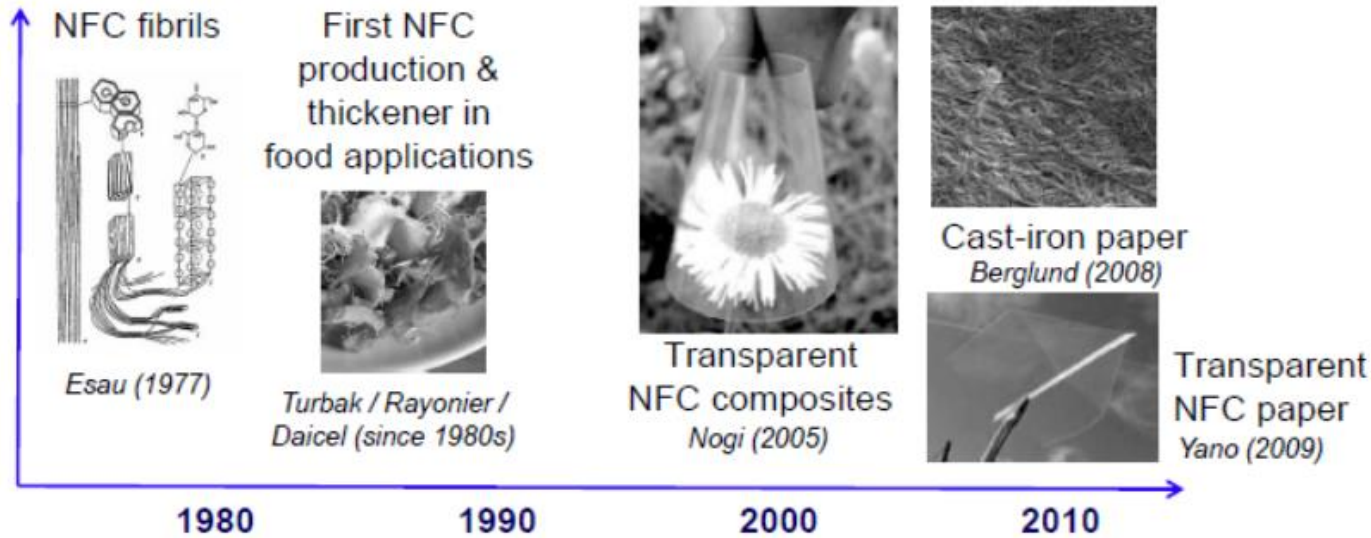 NFC fibrils
Esau (1977)
First NFC
production &
thickener in
food applications
Turbak / Rayonier /
Daicel (since 1980s)
Transparent
NFC composites
Nogi (2005)
Cast-iron paper
Berglund (2008)
Transparent
NFC paper
Yano (2009)
1980
1990
2000
2010